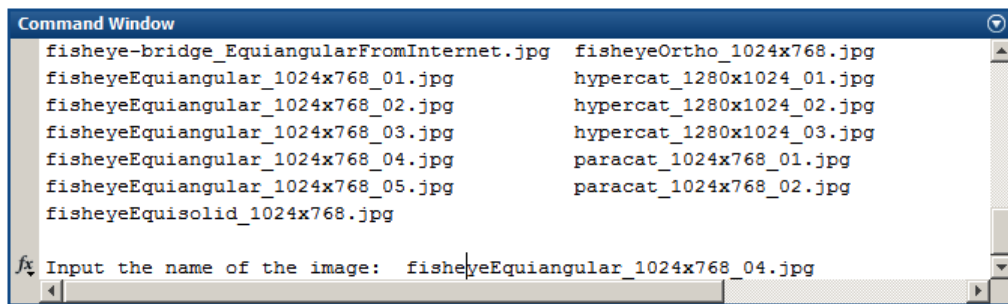 Command Window
fisheye-bridge_EquiangularFromInternet.jpg  fisheyeOrtho_1024x768.jpg
fisheyeEquiangular_1024x768_01.jpg  hypercat_1280x1024_01.jpg
fisheyeEquiangular_1024x768_02.jpg  hypercat_1280x1024_02.jpg
fisheyeEquiangular_1024x768_03.jpg  hypercat_1280x1024_03.jpg
fisheyeEquiangular_1024x768_04.jpg  paracat_1024x768_01.jpg
fisheyeEquiangular_1024x768_05.jpg  paracat_1024x768_02.jpg
fisheyeEquisolid_1024x768.jpg
fx Input the name of the image:  fisheyeEquiangular_1024x768_04.jpg